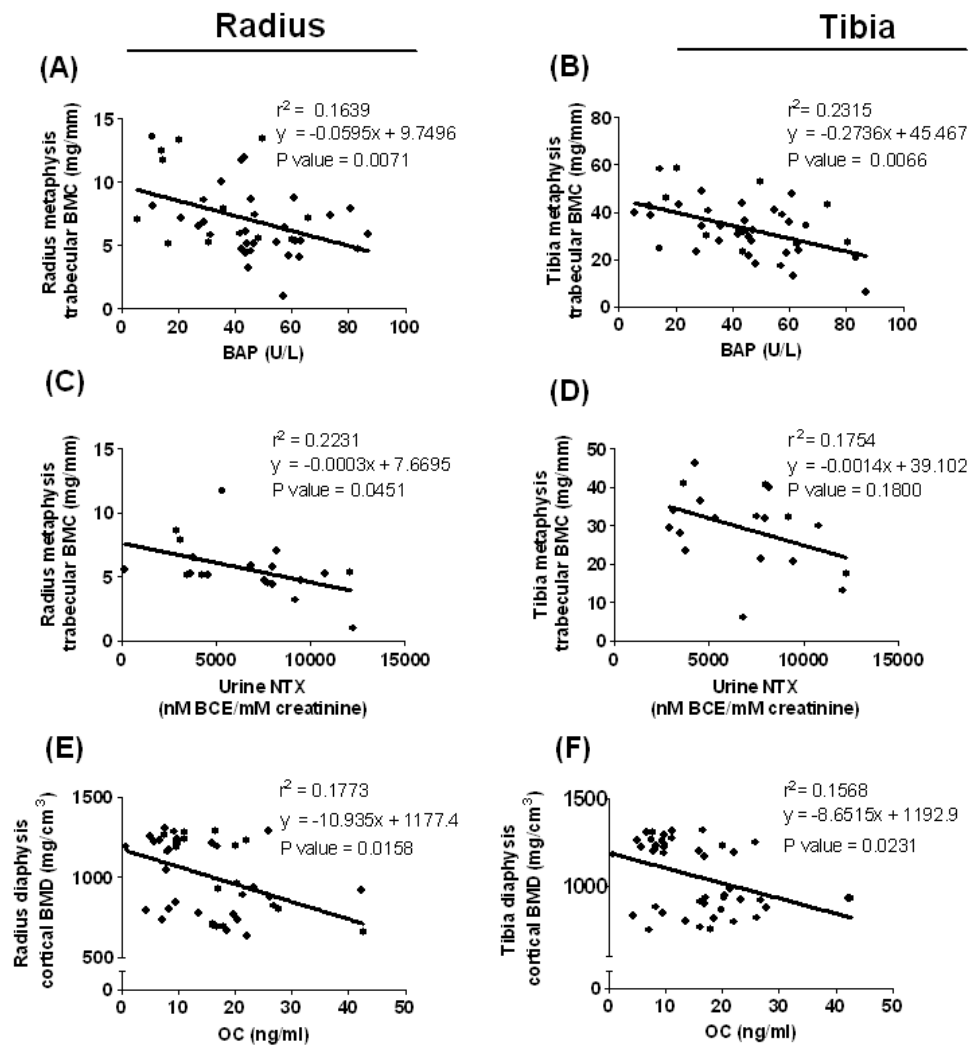 Radius
Tibia
(A)
Radius metaphysis
trabecular BMC (mg/mm)
r² = 0.1639
y = -0.0595x + 9.7496
P value = 0.0071
15
10
5
0
0 20 40 60 80 100
BAP (U/L)
(B)
Tibia metaphysis
trabecular BMC (mg/mm)
r²= 0.2315
y = -0.2736x + 45.467
P value = 0.0066
80
60
40
20
0
0 20 40 60 80 100
BAP (U/L)
(C)
Radius metaphysis
trabecular BMC (mg/mm)
r² = 0.2231
y = -0.0003x + 7.6695
P value = 0.0451
15
10
5
0
0 5000 10000 15000
Urine NTX
(nM BCE/mM creatinine)
(D)
Tibia metaphysis
trabecular BMC (mg/mm)
r² = 0.1754
y = -0.0014x + 39.102
P value = 0.1800
50
40
30
20
10
0
0 5000 10000 15000
Urine NTX
(nM BCE/mM creatinine)
(E)
Radius diaphysis
cortical BMD (mg/cm³)
r² = 0.1773
y = -10.935x + 1177.4
P value = 0.0158
1500
1000
500
0
0 10 20 30 40 50
OC (ng/ml)
(F)
Tibia diaphysis
cortical BMD (mg/cm³)
r² = 0.1568
y = -8.6515x + 1192.9
P value = 0.0231
1500
1000
0
0 10 20 30 40 50
OC (ng/ml)